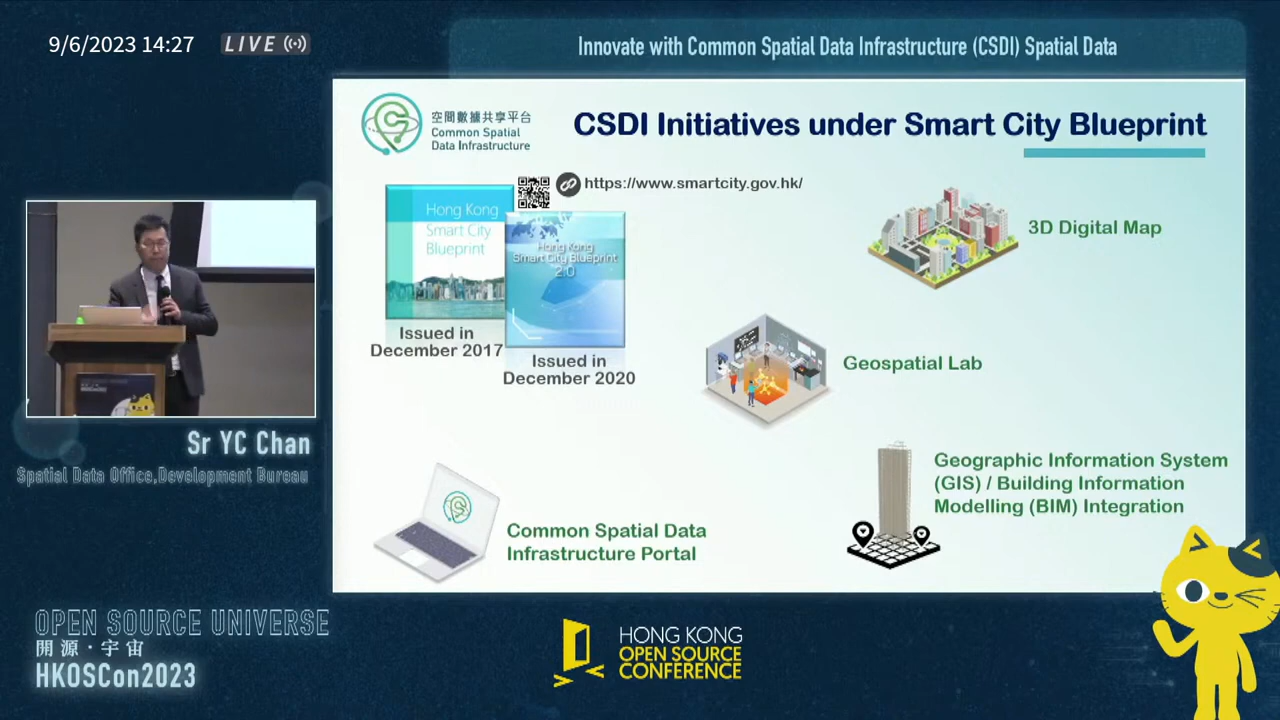 9/6/2023 14:27
LIVE
Innovate with Common Spatial Data Infrastructure (CSDI) Spatial Data
空間數據共享平台
Common Spatial
Data Infrastructure
CSDI Initiatives under Smart City Blueprint
https://www.smartcity.gov.hk/
Hong Kong
Smart City
Blueprint
Hong Kong
Smart City Blueprint
2.0
Issued in
December 2017
Issued in
December 2020
3D Digital Map
Geospatial Lab
Geographic Information System
(GIS) / Building Information
Modelling (BIM) Integration
Common Spatial Data
Infrastructure Portal
Sr YC Chan
Spatial Data Office,Development Bureau
OPEN SOURCE UNIVERSE
開源·宇宙
HKOSCon2023
HONG KONG
OPEN SOURCE
CONFERENCE